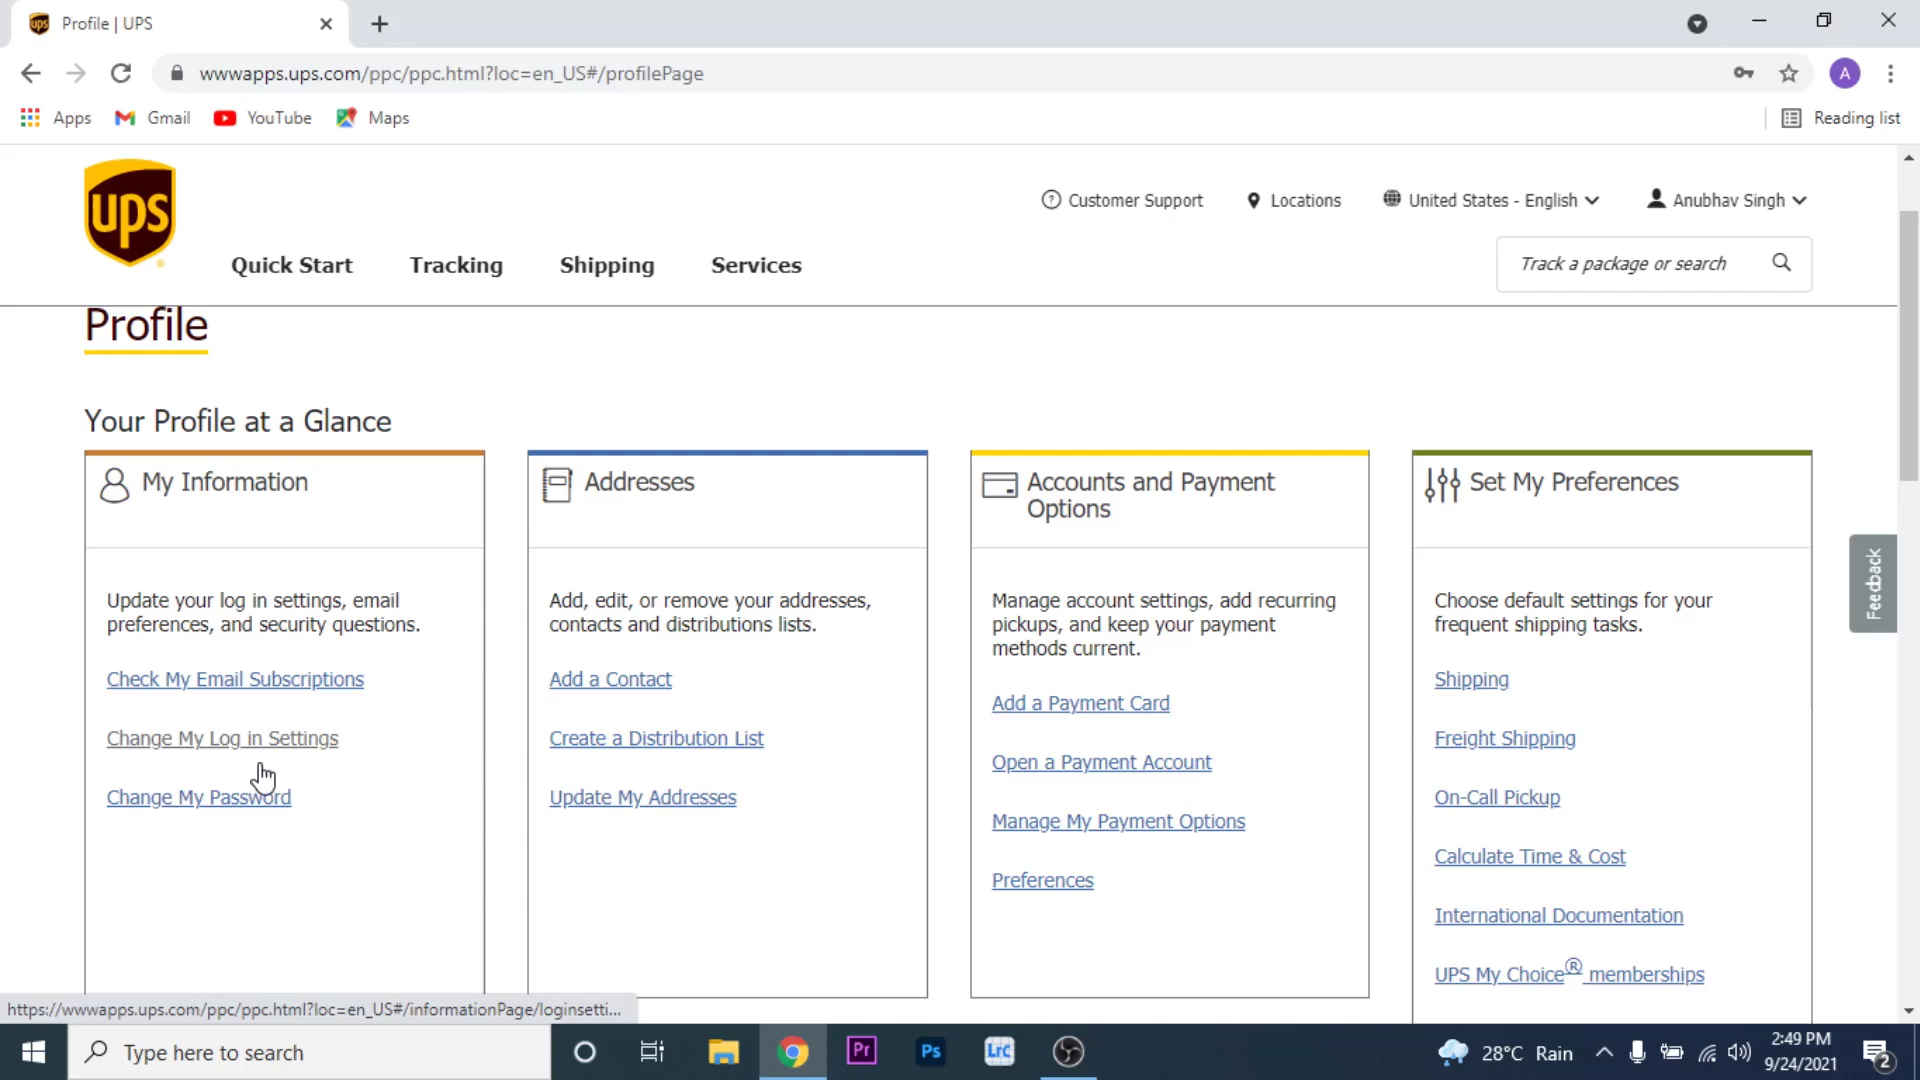 Profile | UPS
wwwapps.ups.com/ppc/ppc.html?loc=en_US#/profilePage
A
Apps
Gmail
YouTube
Maps
Reading list
ups
Customer Support
Locations
United States - English
Anubhav Singh
Quick Start
Tracking
Shipping
Services
Track a package or search
Profile
Your Profile at a Glance
My Information
Update your log in settings, email
preferences, and security questions.
Check My Email Subscriptions
Change My Log in Settings
Change My Password
Addresses
Add, edit, or remove your addresses,
contacts and distributions lists.
Add a Contact
Create a Distribution List
Update My Addresses
Accounts and Payment
Options
Manage account settings, add recurring
pickups, and keep your payment
methods current.
Add a Payment Card
Open a Payment Account
Manage My Payment Options
Preferences
Set My Preferences
Choose default settings for your
frequent shipping tasks.
Shipping
Freight Shipping
On-Call Pickup
Calculate Time & Cost
International Documentation
UPS My Choice® memberships
Feedback
https://wwwapps.ups.com/ppc/ppc.html?loc=en_US#/informationPage/loginsetti...
Type here to search
Pr
Ps
Lrc
28°C Rain
2:49 PM
9/24/2021
2